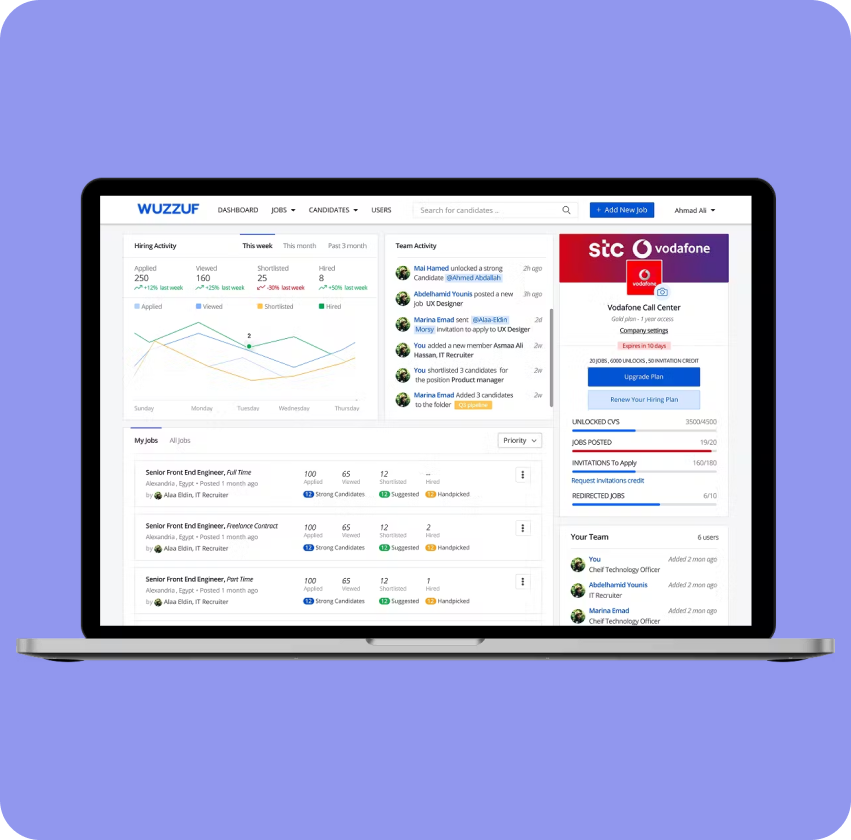 WUZZUF
DASHBOARD JOBS CANDIDATES USERS
Search for candidates ..
+ Add New Job
Ahmad Ali
Hiring Activity This week This month Past 3 month
Applied Viewed Shortlisted Hired
250 160 25 8
+12% last week +25% last week -30% last week +50% last week
Applied Viewed Shortlisted Hired
2
Sunday Monday Tuesday Wednesday Thursday
Team Activity
Mai Hamed unlocked a strong 2h ago
Candidate @Ahmed Abdallah
Abdelhamid Younis posted a new 3h ago
job UX Designer
Marina Emad sent @Alaa-Eldin 2d
Morsy invitation to apply to UX Designer
You added a new member Asmaa Ali 2w
Hassan, IT Recruiter
You shortlisted 3 candidates for 2w
the position Product manager
Marina Emad Added 3 candidates 2w
to the folder
stc vodafone
vodafone
Vodafone Call Center
Gold plan - 1 year access
Company settings
Expires in 10 days
20 JOBS , 6000 UNLOCKS , 50 INVITATION CREDIT
Upgrade Plan
Renew Your Hiring Plan
UNLOCKED CV'S 3500/4500
JOBS POSTED 19/20
INVITATIONS To Apply 160/180
Request invitations credit
REDIRECTED JOBS 6/10
My Jobs All Jobs
Priority
Senior Front End Engineer, Full Time
Alexandria , Egypt • Posted 1 month ago
by Alaa Eldin, IT Recruiter
100 65 12 --
Applied Viewed Shortlisted Hired
12 Strong Candidates 12 Suggested 12 Handpicked
Senior Front End Engineer, Freelance Contract
Alexandria , Egypt • Posted 1 month ago
by Alaa Eldin, IT Recruiter
100 65 12 2
Applied Viewed Shortlisted Hired
12 Strong Candidates 12 Suggested 12 Handpicked
Senior Front End Engineer, Part Time
Alexandria , Egypt • Posted 1 month ago
by Alaa Eldin, IT Recruiter
100 65 12 1
Applied Viewed Shortlisted Hired
12 Strong Candidates 12 Suggested 12 Handpicked
Your Team 6 users
You Added 2 mon ago
Cheif Technology Officer
Abdelhamid Younis Added 2 mon ago
IT Recruiter
Marina Emad Added 2 mon ago
Cheif Technology Officer